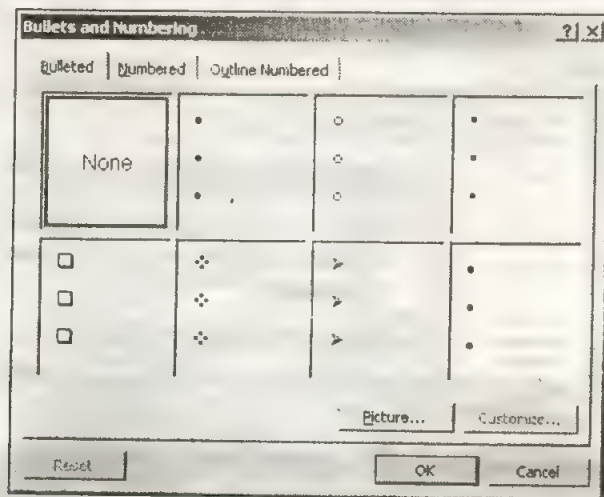 Bullets and Numbering
Bulleted Numbered Outline Numbered
None
Picture... Customize...
Reset OK Cancel